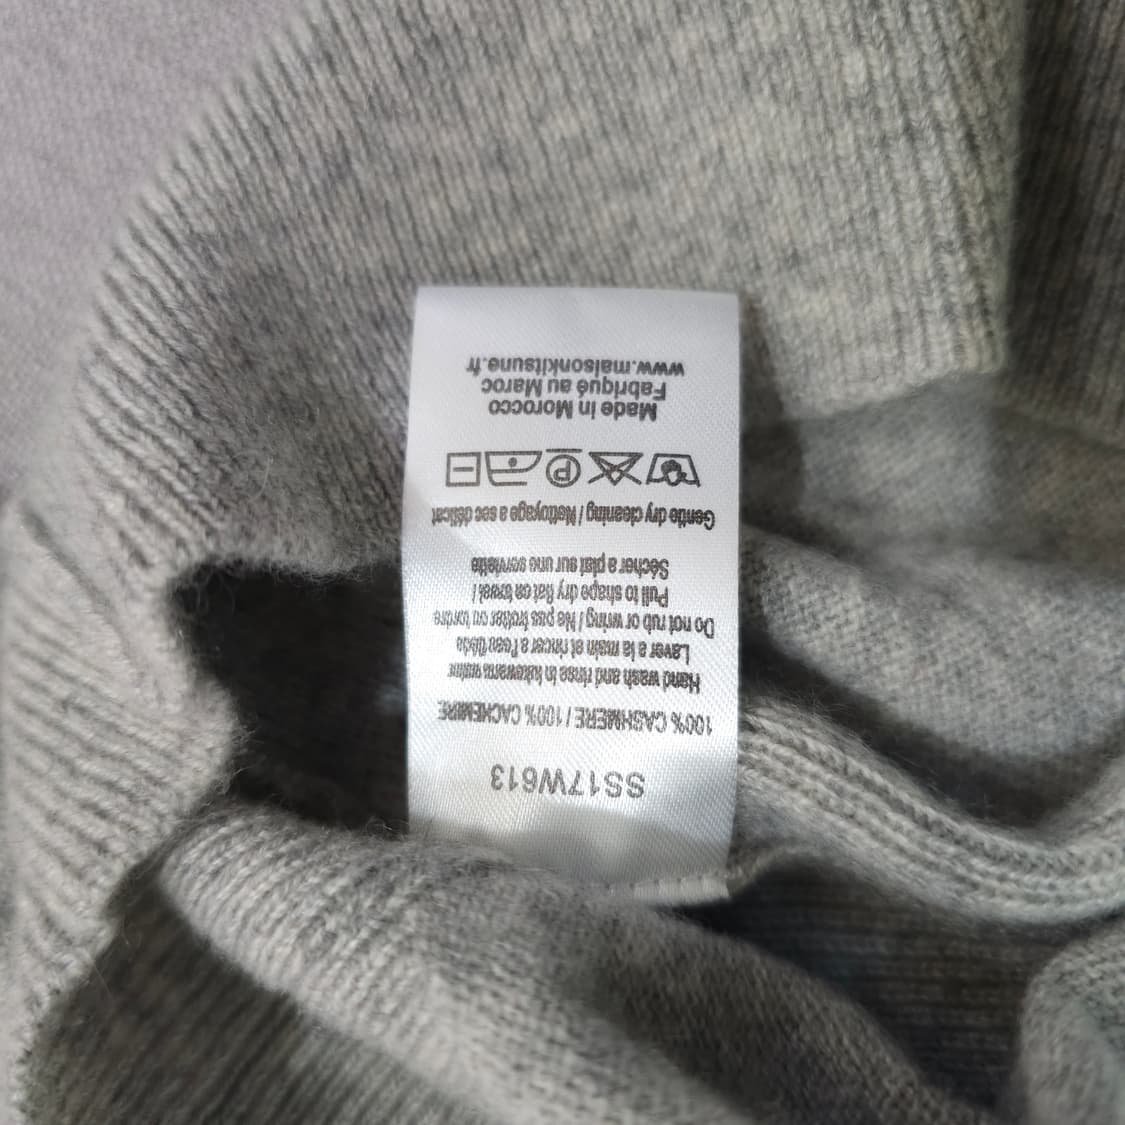 SS17W613
100% CASHMERE / 100% CACHEMIRE
Hand wash and rinse in lukewarm water
Laver a la main et rincer a l'eau tiède
Do not rub or wring / Ne pas frotter ou tordre
Pull to shape dry flat on towel /
Sécher a plat sur une serviette
Gentle dry cleaning / Nettoyage a sec délicat
P
Made in Morocco
Fabriqué au Maroc
www.maisonkitsune.fr